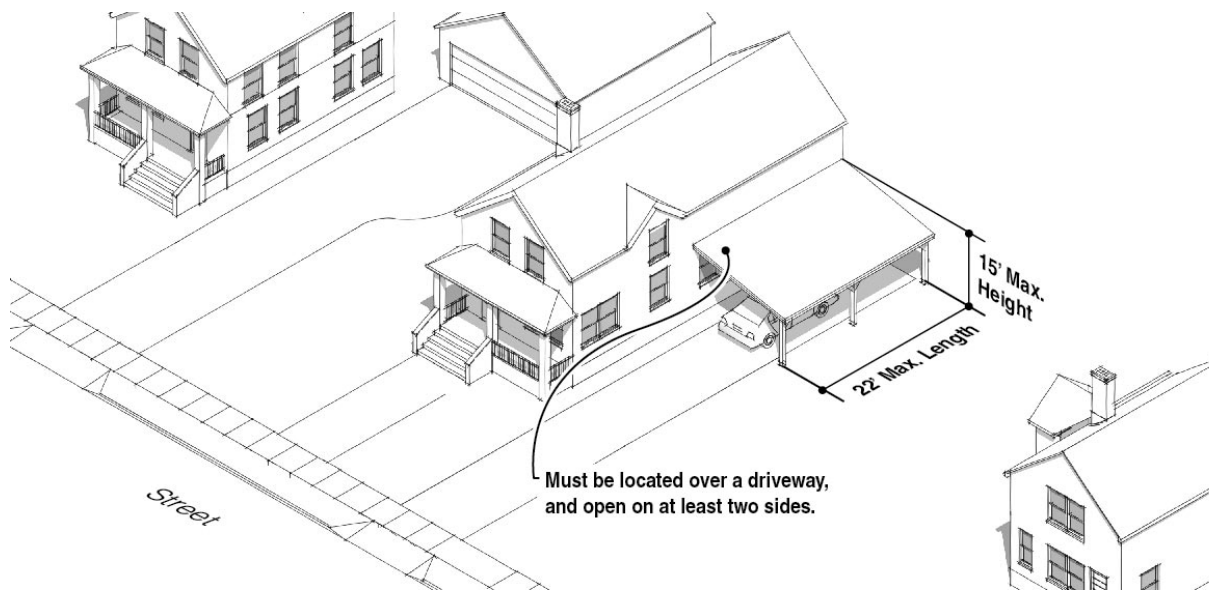 15’ Max.
Height
22’ Max. Length
Must be located over a driveway,
and open on at least two sides.
Street